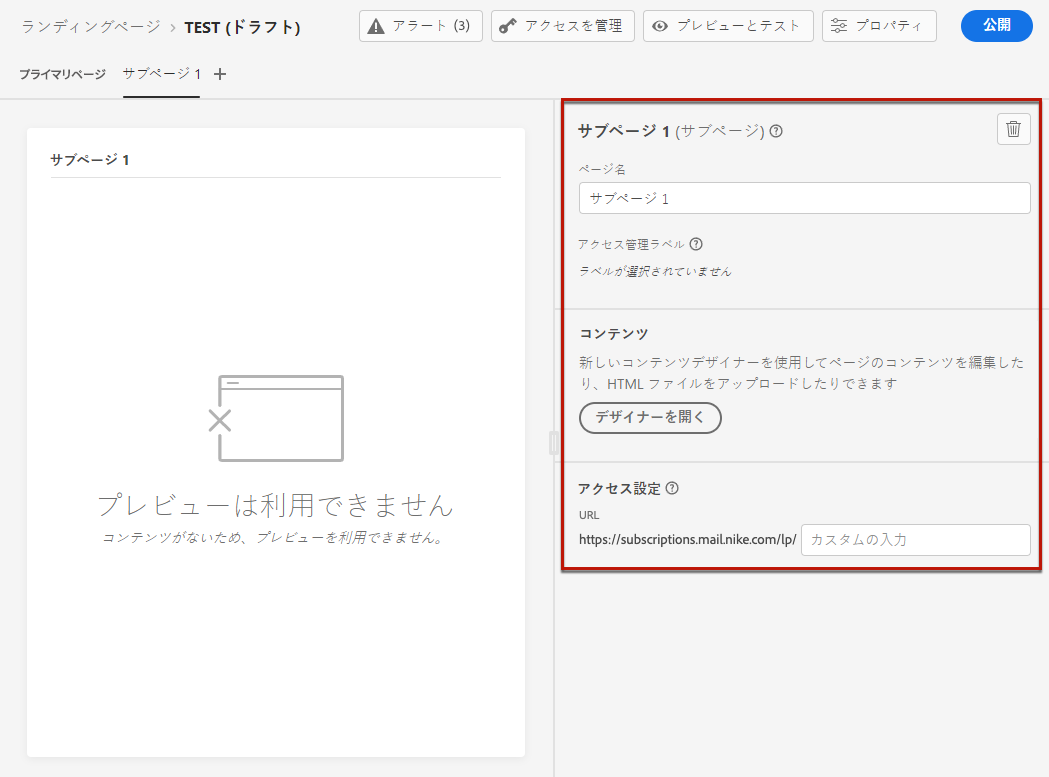 ランディングページ > TEST (ドラフト)
アラート (3)
アクセスを管理
プレビューとテスト
プロパティ
公開
プライマリページ
サブページ 1
サブページ 1
プレビューは利用できません
コンテンツがないため、プレビューを利用できません。
サブページ 1 (サブページ)
ページ名
サブページ 1
アクセス管理ラベル
ラベルが選択されていません
コンテンツ
新しいコンテンツデザイナーを使用してページのコンテンツを編集した
り、HTML ファイルをアップロードしたりできます
デザイナーを開く
アクセス設定
URL
https://subscriptions.mail.nike.com/lp/ カスタムの入力